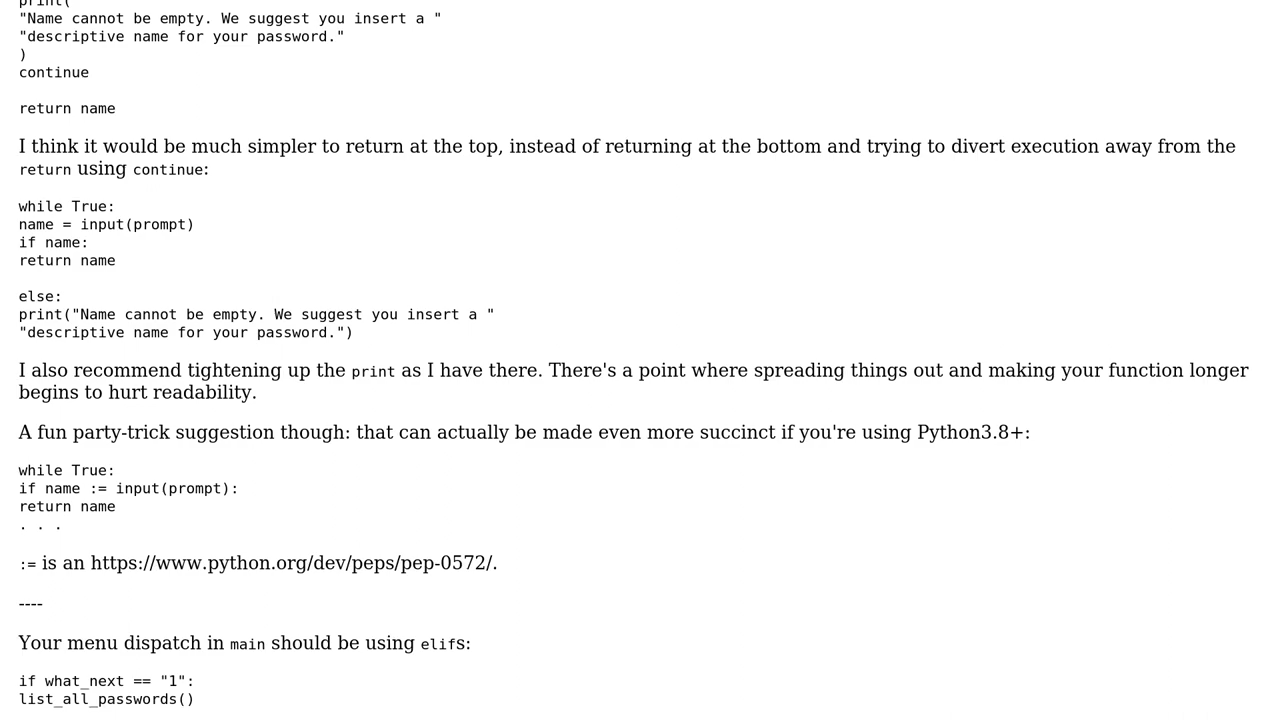 print(
"Name cannot be empty. We suggest you insert a "
"descriptive name for your password."
)
continue
return name
I think it would be much simpler to return at the top, instead of returning at the bottom and trying to divert execution away from the
return using continue:
while True:
name = input(prompt)
if name:
return name
else:
print("Name cannot be empty. We suggest you insert a "
"descriptive name for your password.")
I also recommend tightening up the print as I have there. There's a point where spreading things out and making your function longer
begins to hurt readability.
A fun party-trick suggestion though: that can actually be made even more succinct if you're using Python3.8+:
while True:
if name := input(prompt):
return name
. . .
:= is an https://www.python.org/dev/peps/pep-0572/.
----
Your menu dispatch in main should be using elifs:
if what_next == "1":
list_all_passwords()